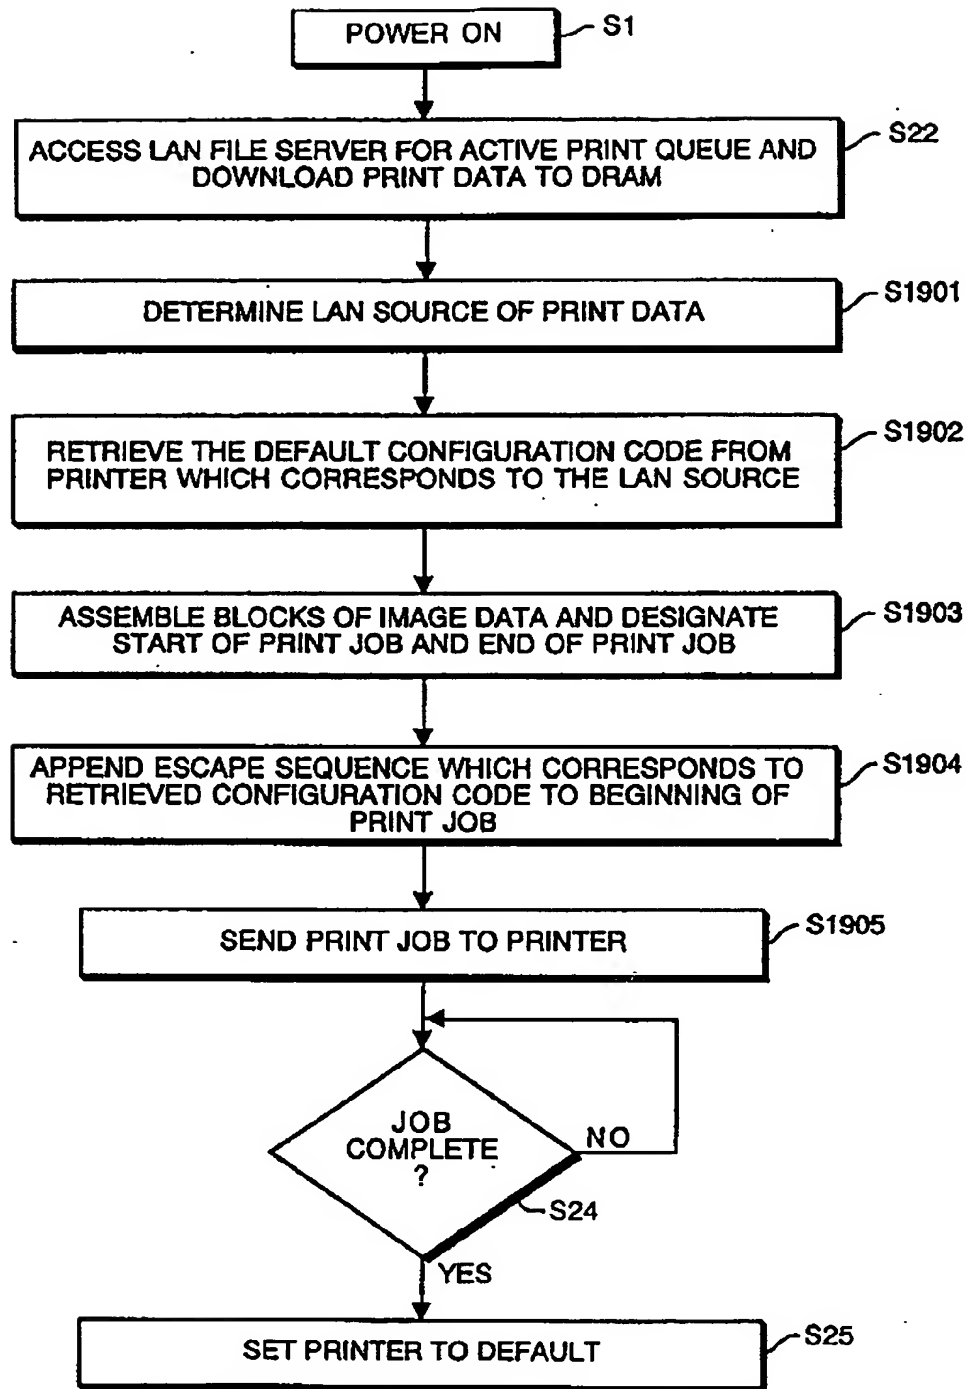 POWER ON
S1
ACCESS LAN FILE SERVER FOR ACTIVE PRINT QUEUE AND
DOWNLOAD PRINT DATA TO DRAM
S22
DETERMINE LAN SOURCE OF PRINT DATA
S1901
RETRIEVE THE DEFAULT CONFIGURATION CODE FROM
PRINTER WHICH CORRESPONDS TO THE LAN SOURCE
S1902
ASSEMBLE BLOCKS OF IMAGE DATA AND DESIGNATE
START OF PRINT JOB AND END OF PRINT JOB
S1903
APPEND ESCAPE SEQUENCE WHICH CORRESPONDS TO
RETRIEVED CONFIGURATION CODE TO BEGINNING OF
PRINT JOB
S1904
SEND PRINT JOB TO PRINTER
S1905
JOB
COMPLETE
?
NO
S24
YES
SET PRINTER TO DEFAULT
S25